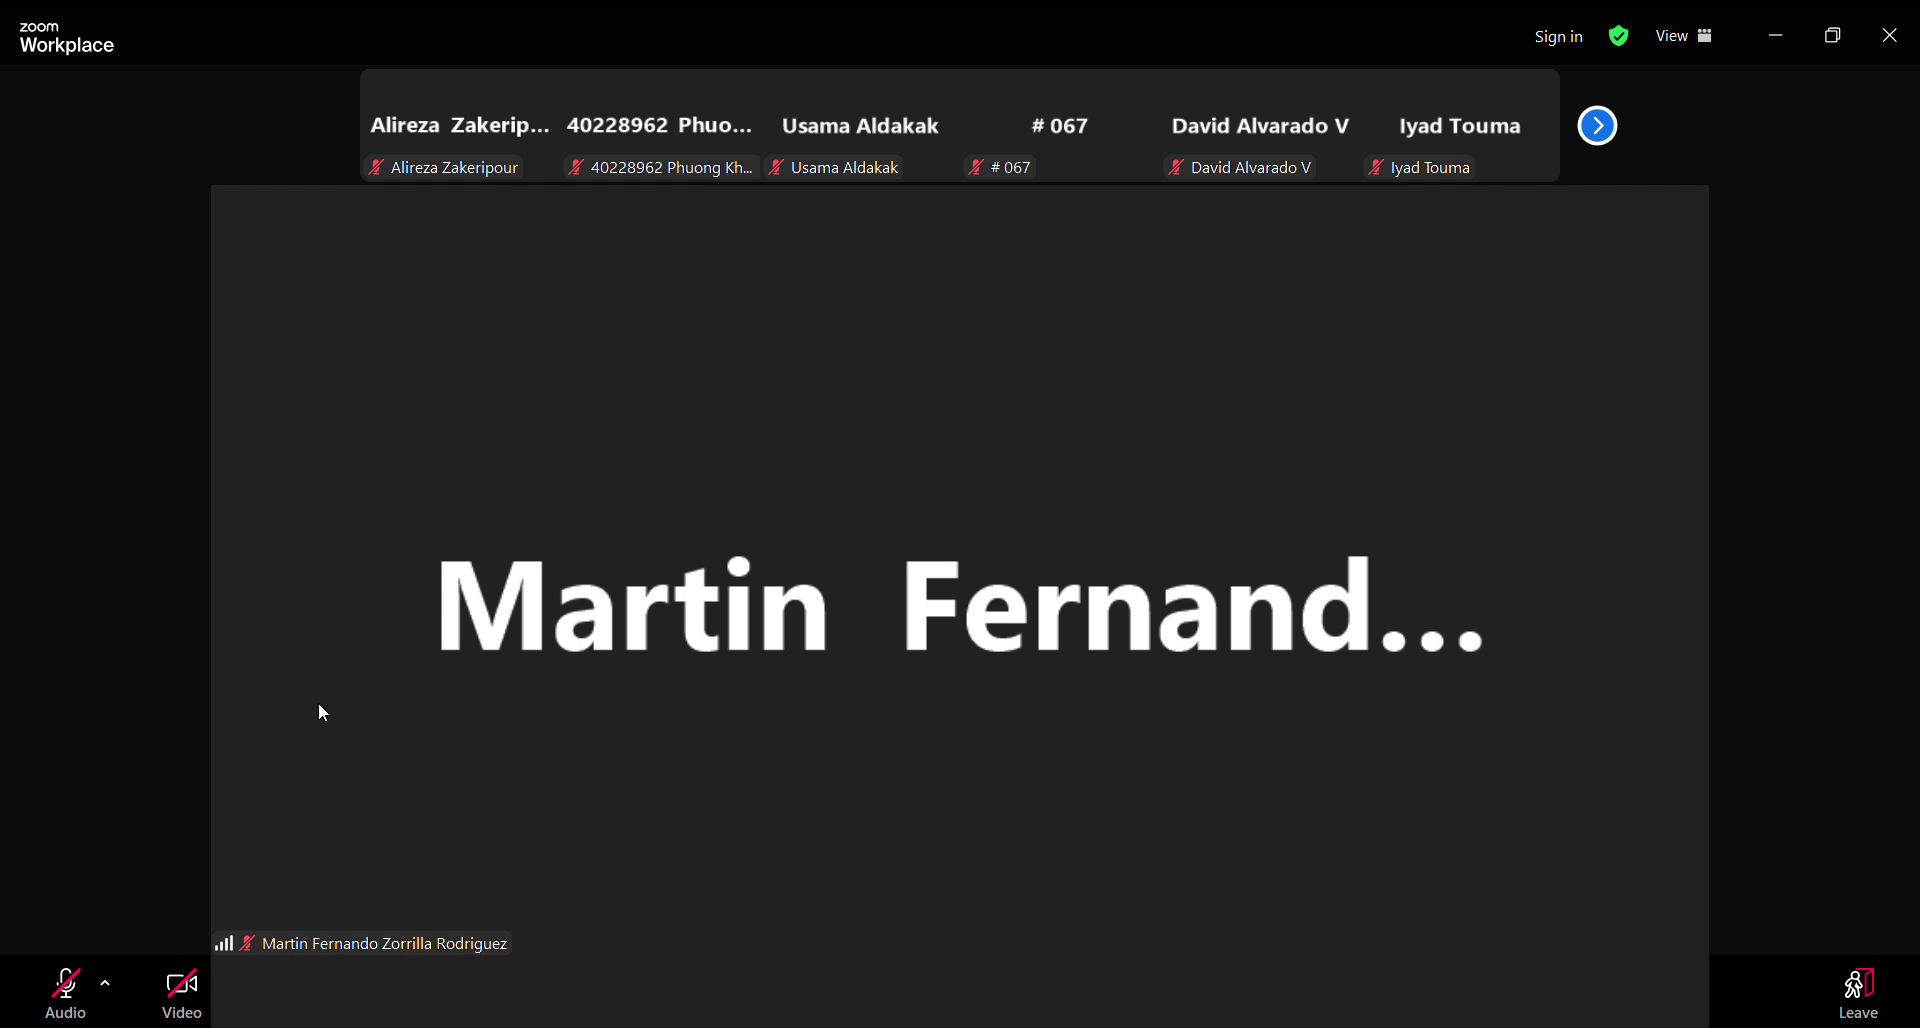 zoom
Workplace
Sign in
View
Alireza Zakerip...
40228962 Phuo...
Usama Aldakak
# 067
David Alvarado V
Iyad Touma
Alireza Zakeripour
40228962 Phuong Kh...
Usama Aldakak
# 067
David Alvarado V
Iyad Touma
Martin Fernand...
Martin Fernando Zorrilla Rodriguez
Audio
Video
Leave